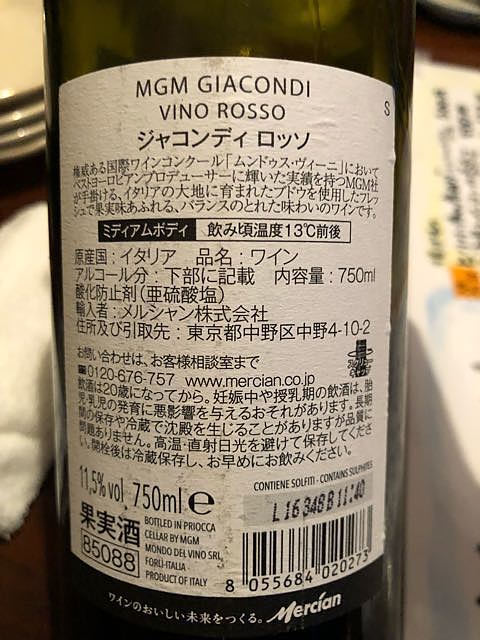 MGM GIACONDI
VINO ROSSO
S
ジャコンディ ロッソ
権威ある国際ワインコンクール「ムンドゥス・ヴィーニ」において
ベストヨーロピアンプロデューサーに輝いた実績を持つMGM社
が手掛ける、イタリアの大地に育まれたブドウを使用したフレッ
シュで果実味あふれる、バランスのとれた味わいのワインです。
ミディアムボディ 飲み頃温度13℃前後
原産国：イタリア 品名：ワイン
アルコール分：下部に記載 内容量：750ml
酸化防止剤（亜硫酸塩）
輸入者：メルシャン株式会社
住所及び引取先：東京都中野区中野4-10-2
お問い合わせは、お客様相談室まで
☎0120-676-757 www.mercian.co.jp
飲酒は20歳になってから。妊娠中や授乳期の飲酒は、胎
児・乳児の発育に悪影響を与えるおそれがあります。長期
間の保存や冷蔵で沈殿を生じることがありますが品質に
問題ありません。高温・直射日光を避けて保存してくださ
い。開栓後は冷蔵保存し、お早めにお飲みください。
11,5%vol 750ml e
CONTIENE SOLFITI - CONTAINS SULPHITES
L16348B11:40
果実酒
85088
BOTTLED IN PRIOCCA
CELLAR BY MGM
MONDO DEL VINO SRL
FORLÌ-ITALIA
PRODUCT OF ITALY
8 055684 020273
ワインのおいしい未来をつくる。 Mercian